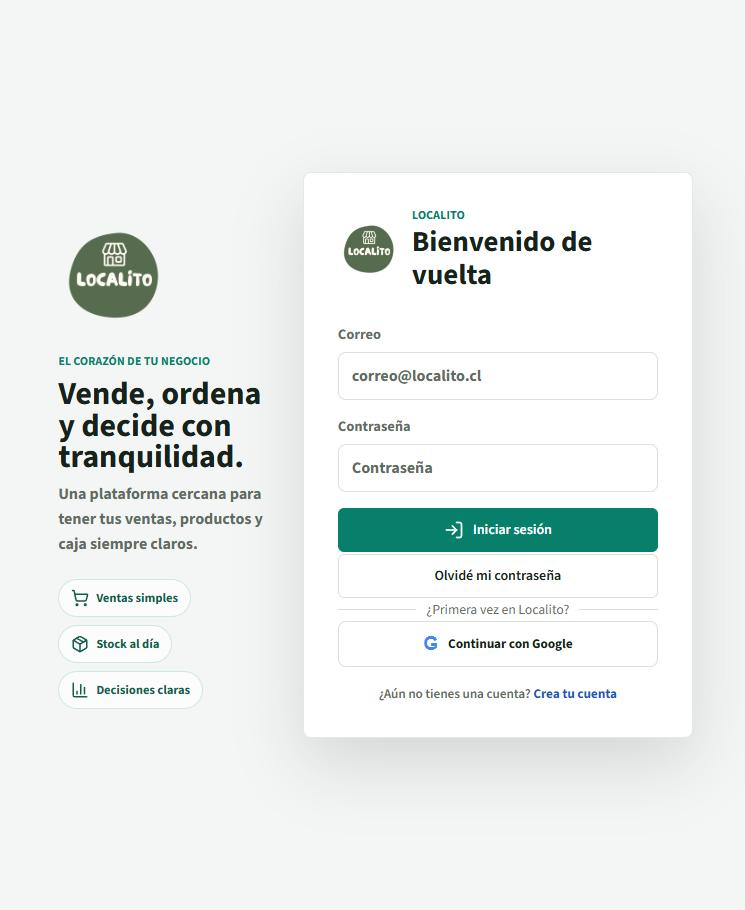 LOCALiTO
EL CORAZÓN DE TU NEGOCIO
Vende, ordena
y decide con
tranquilidad.
Una plataforma cercana para
tener tus ventas, productos y
caja siempre claros.
Ventas simples
Stock al día
Decisiones claras
LOCALiTO
LOCALITO
Bienvenido de
vuelta
Correo
correo@localito.cl
Contraseña
Contraseña
Iniciar sesión
Olvidé mi contraseña
¿Primera vez en Localito?
G Continuar con Google
¿Aún no tienes una cuenta? Crea tu cuenta